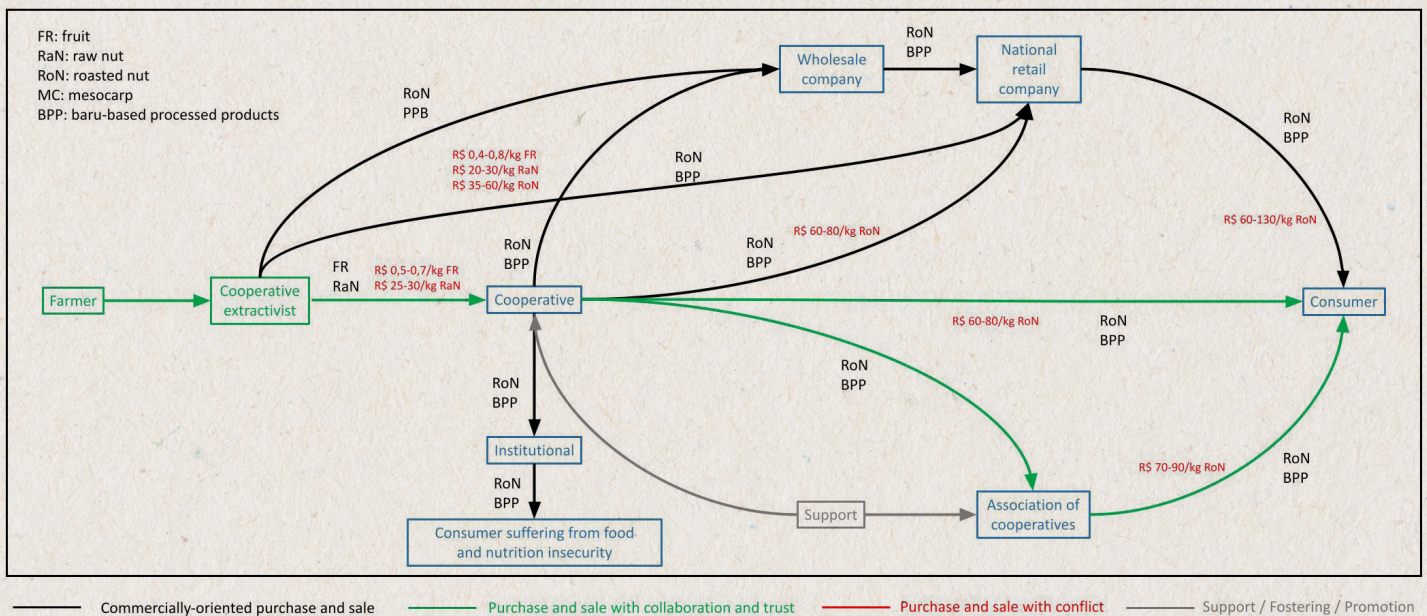 FR: fruit
RaN: raw nut
RoN: roasted nut
MC: mesocarp
BPP: baru-based processed products
RoN
PPB
Wholesale
company
RoN
BPP
National
retail
company
RoN
BPP
R$ 0,4-0,8/kg FR
R$ 20-30/kg RaN
R$ 35-60/kg RoN
RoN
BPP
R$ 60-130/kg RoN
RoN
BPP
RoN
BPP
R$ 60-80/kg RoN
Farmer
Cooperative
extractivist
FR
RaN
R$ 0,5-0,7/kg FR
R$ 25-30/kg RaN
Cooperative
Consumer
R$ 60-80/kg RoN
RoN
BPP
RoN
BPP
RoN
BPP
Institutional
RoN
BPP
R$ 70-90/kg RoN
RoN
BPP
Support
Association of
cooperatives
Consumer suffering from food
and nutrition insecurity
Commercially-oriented purchase and sale
Purchase and sale with collaboration and trust
Purchase and sale with conflict
Support / Fostering / Promotion